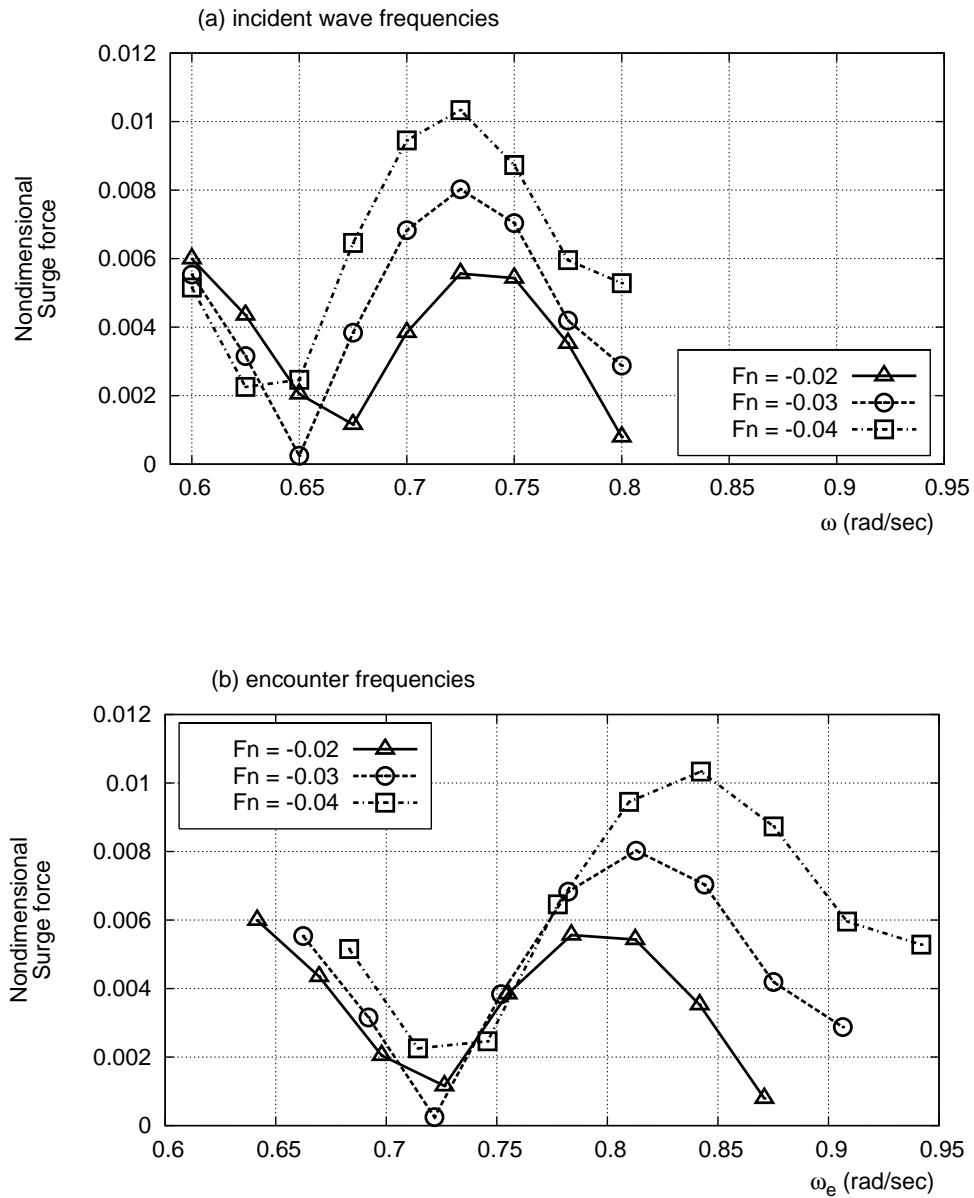 (a) incident wave frequencies
0.012
0.01
0.008
0.006
0.004
0.002
0
Nondimensional
Surge force
Fn = -0.02
Fn = -0.03
Fn = -0.04
0.6 0.65 0.7 0.75 0.8 0.85 0.9 0.95
ω (rad/sec)
(b) encounter frequencies
0.012
0.01
0.008
0.006
0.004
0.002
0
Nondimensional
Surge force
Fn = -0.02
Fn = -0.03
Fn = -0.04
0.6 0.65 0.7 0.75 0.8 0.85 0.9 0.95
ωe (rad/sec)